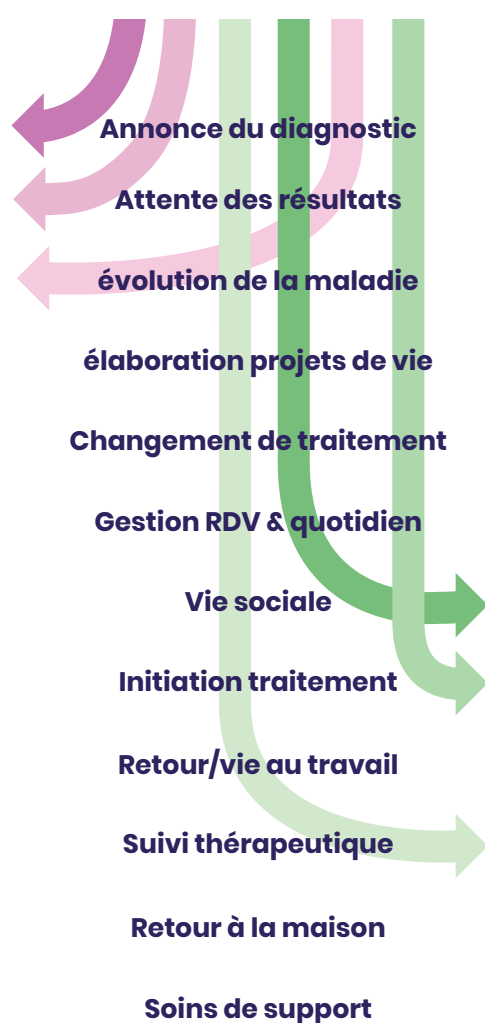 Annonce du diagnostic
Attente des résultats
évolution de la maladie
élaboration projets de vie
Changement de traitement
Gestion RDV & quotidien
Vie sociale
Initiation traitement
Retour/vie au travail
Suivi thérapeutique
Retour à la maison
Soins de support